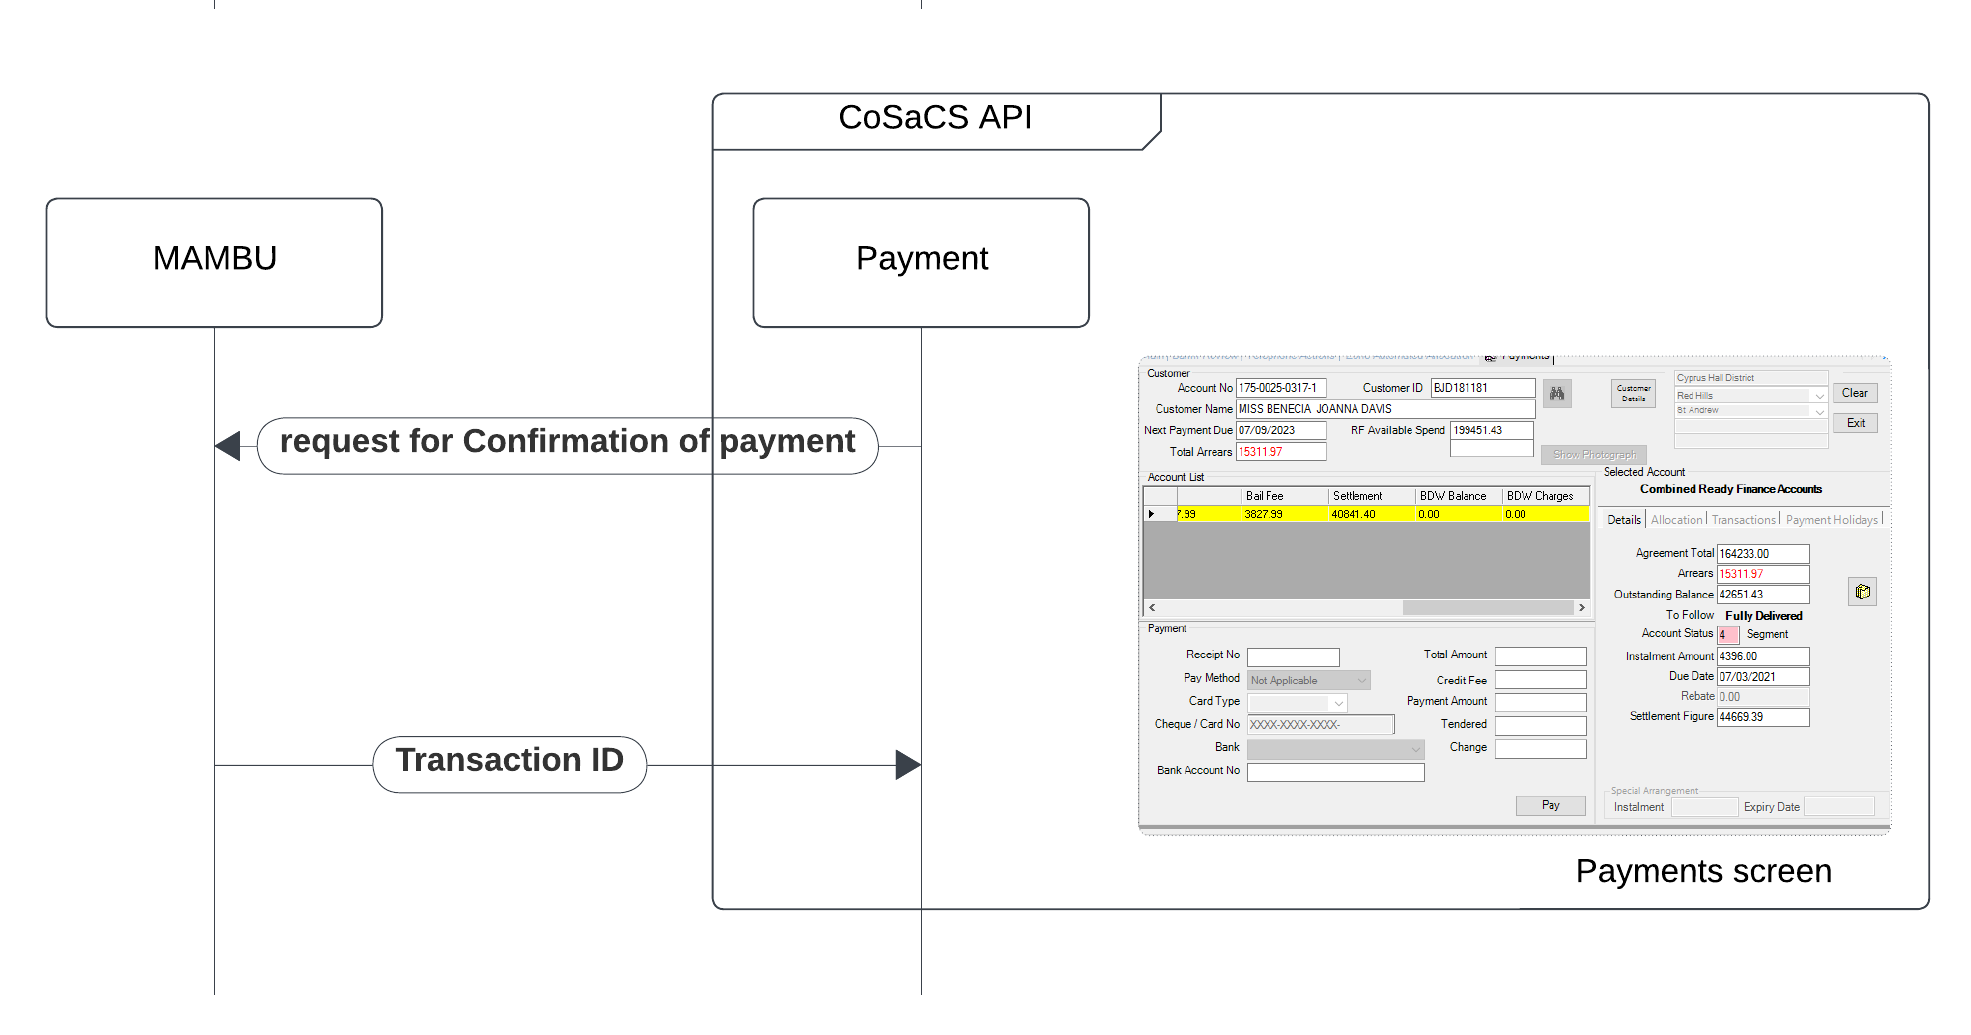 CoSaCS API
MAMBU
Payment
request for Confirmation of payment
Transaction ID
Payments
Customer
Account No 175-0025-0317-1 Customer ID BJD181181
Customer Details
Cyprus Hall District
Red Hills
St. Andrew
Clear
Exit
Customer Name MISS BENECIA JOANNA DAVIS
Next Payment Due 07/09/2023 RF Available Spend 199451.43
Total Arrears 15311.97
Show Photograph
Account List
Bail Fee Settlement BDW Balance BDW Charges
7.99 3827.99 40841.40 0.00 0.00
Selected Account
Combined Ready Finance Accounts
Details Allocation Transactions Payment Holidays
Agreement Total 164233.00
Arrears 15311.97
Outstanding Balance 42651.43
To Follow Fully Delivered
Account Status 4 Segment
Instalment Amount 4396.00
Due Date 07/03/2021
Rebate 0.00
Settlement Figure 44669.39
Payment
Receipt No Total Amount
Pay Method Not Applicable Credit Fee
Card Type Payment Amount
Cheque / Card No XXXX-XXXX-XXXX- Tendered
Bank Change
Bank Account No
Pay
Special Arrangement
Instalment Expiry Date
Payments screen